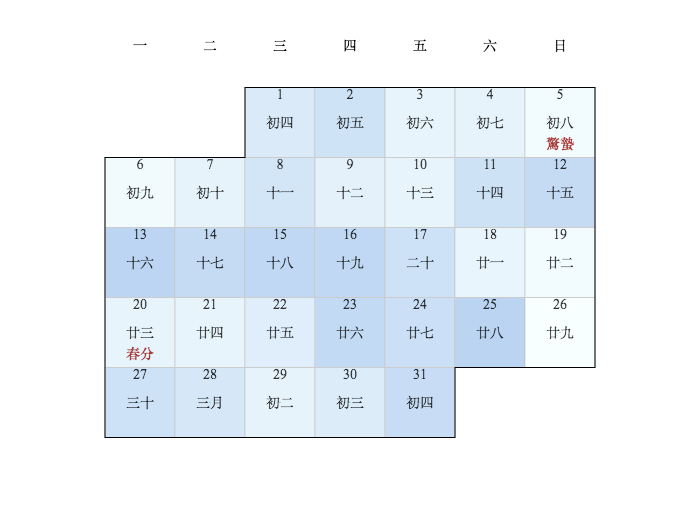 一 二 三 四 五 六 日
1 2 3 4 5
初四 初五 初六 初七 初八
驚蟄
6 7 8 9 10 11 12
初九 初十 十一 十二 十三 十四 十五
13 14 15 16 17 18 19
十六 十七 十八 十九 二十 廿一 廿二
20 21 22 23 24 25 26
廿三 廿四 廿五 廿六 廿七 廿八 廿九
春分
27 28 29 30 31
三十 三月 初二 初三 初四